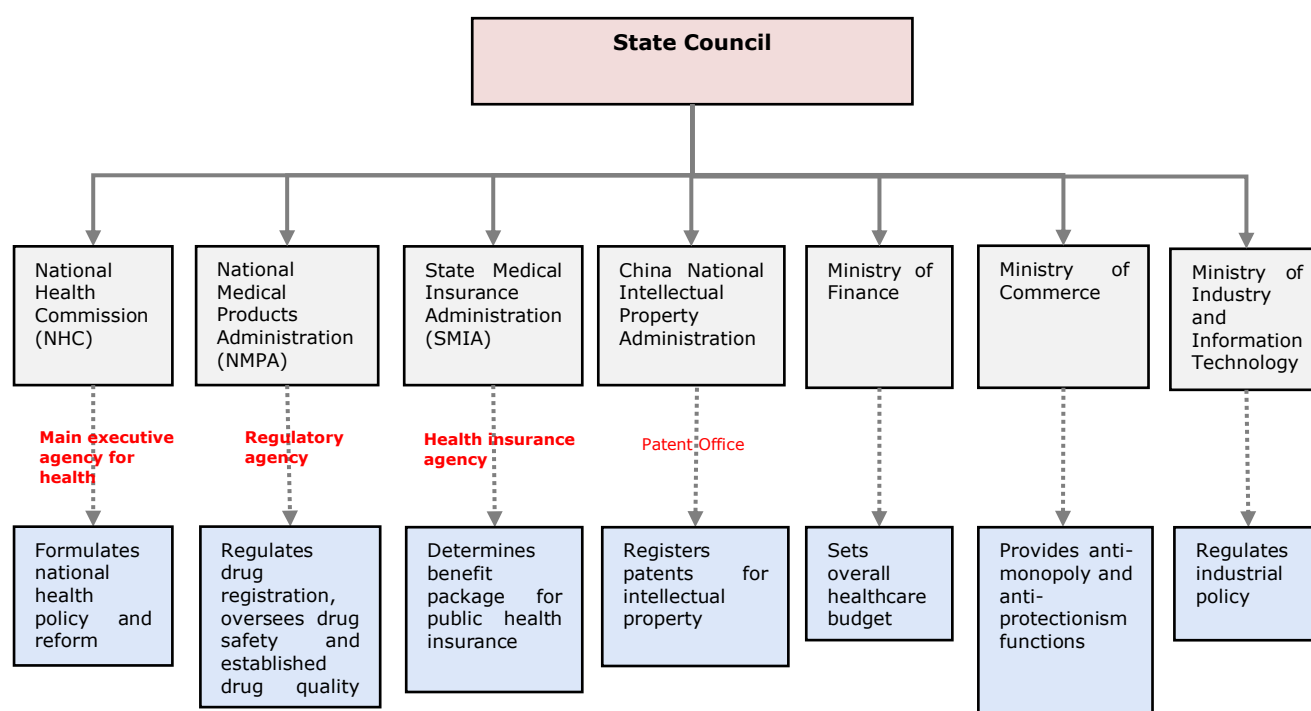 State Council
National
Health
Commission
(NHC)
National
Medical
Products
Administration
(NMPA)
State Medical
Insurance
Administration
(SMIA)
China National
Intellectual
Property
Administration
Ministry of
Finance
Ministry of
Commerce
Ministry of
Industry
and
Information
Technology
Main executive
agency for
health
Regulatory
agency
Health insurance
agency
Patent Office
Formulates
national
health
policy and
reform
Regulates
drug
registration,
oversees drug
safety and
established
drug quality
Determines
benefit
package for
public health
insurance
Registers
patents for
intellectual
property
Sets
overall
healthcare
budget
Provides anti-
monopoly and
anti-
protectionism
functions
Regulates
industrial
policy